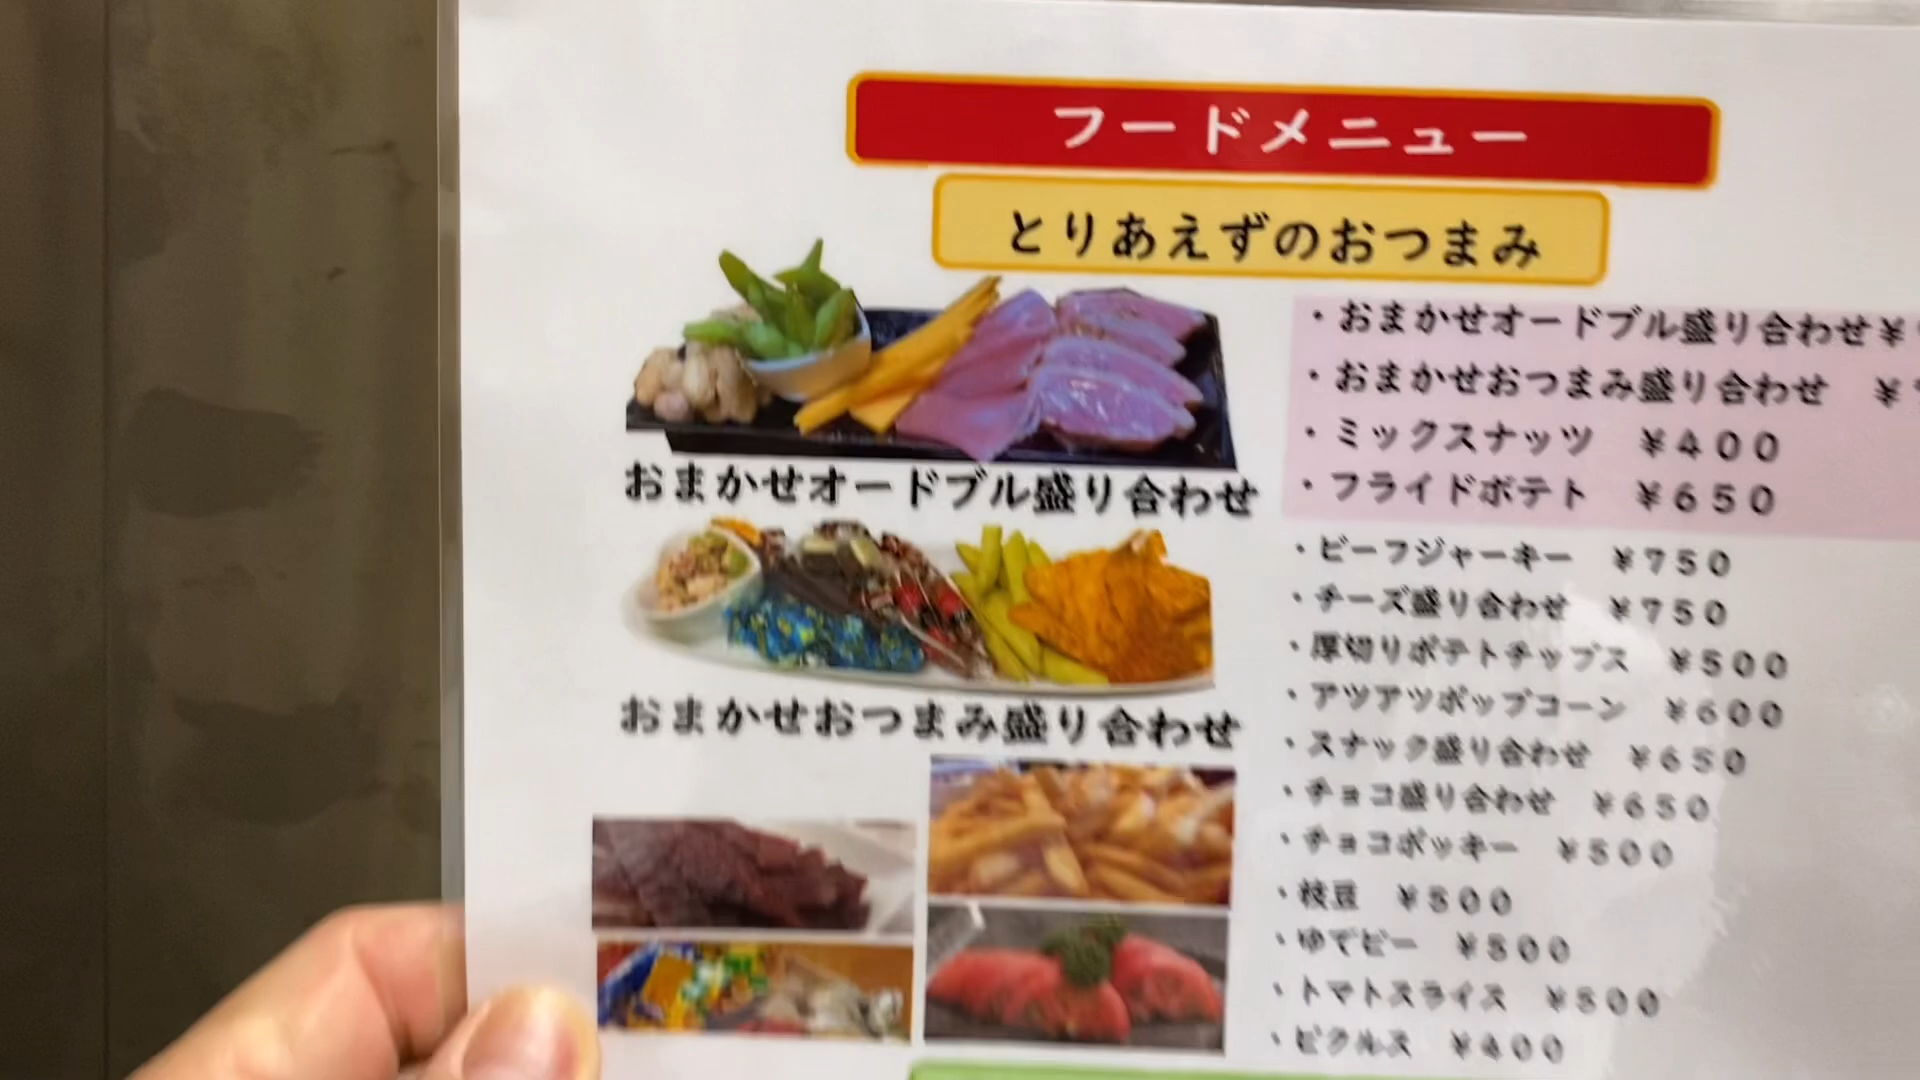 フードメニュー
とりあえずのおつまみ
おまかせオードブル盛り合わせ
おまかせおつまみ盛り合わせ
・おまかせオードブル盛り合わせ¥
・おまかせおつまみ盛り合わせ ¥
・ミックスナッツ ¥400
・フライドポテト ¥650
・ビーフジャーキー ¥750
・チーズ盛り合わせ ¥750
・厚切りポテトチップス ¥500
・アツアツポップコーン ¥600
・スナック盛り合わせ ¥650
・チョコ盛り合わせ ¥650
・チョコポッキー ¥500
・枝豆 ¥500
・ゆでピー ¥500
・トマトスライス ¥500
・ピクルス ¥400